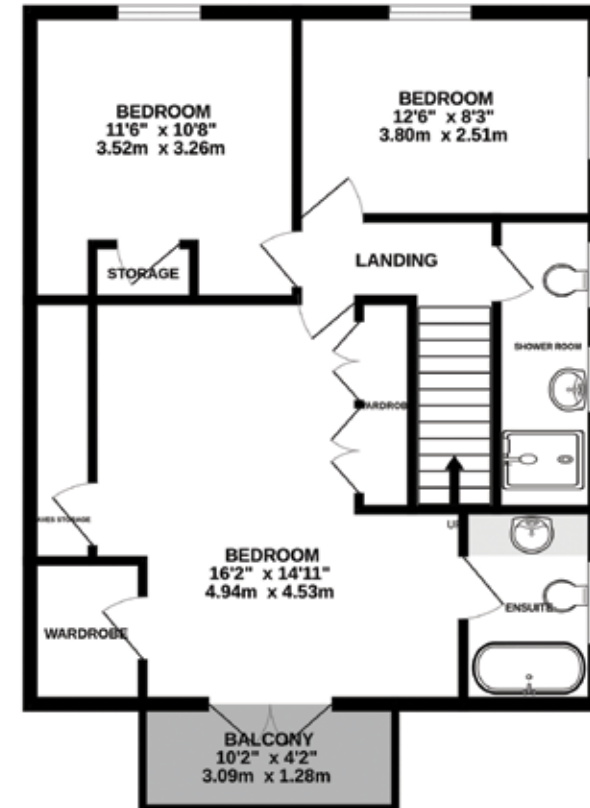 BEDROOM
11'6" x 10'8"
3.52m x 3.26m
BEDROOM
12'6" x 8'3"
3.80m x 2.51m
LANDING
STORAGE
SHOWER ROOM
WARDROBE
STORAGE
BEDROOM
16'2" x 14'11"
4.94m x 4.53m
UP
ENSUITE
WARDROBE
BALCONY
10'2" x 4'2"
3.09m x 1.28m